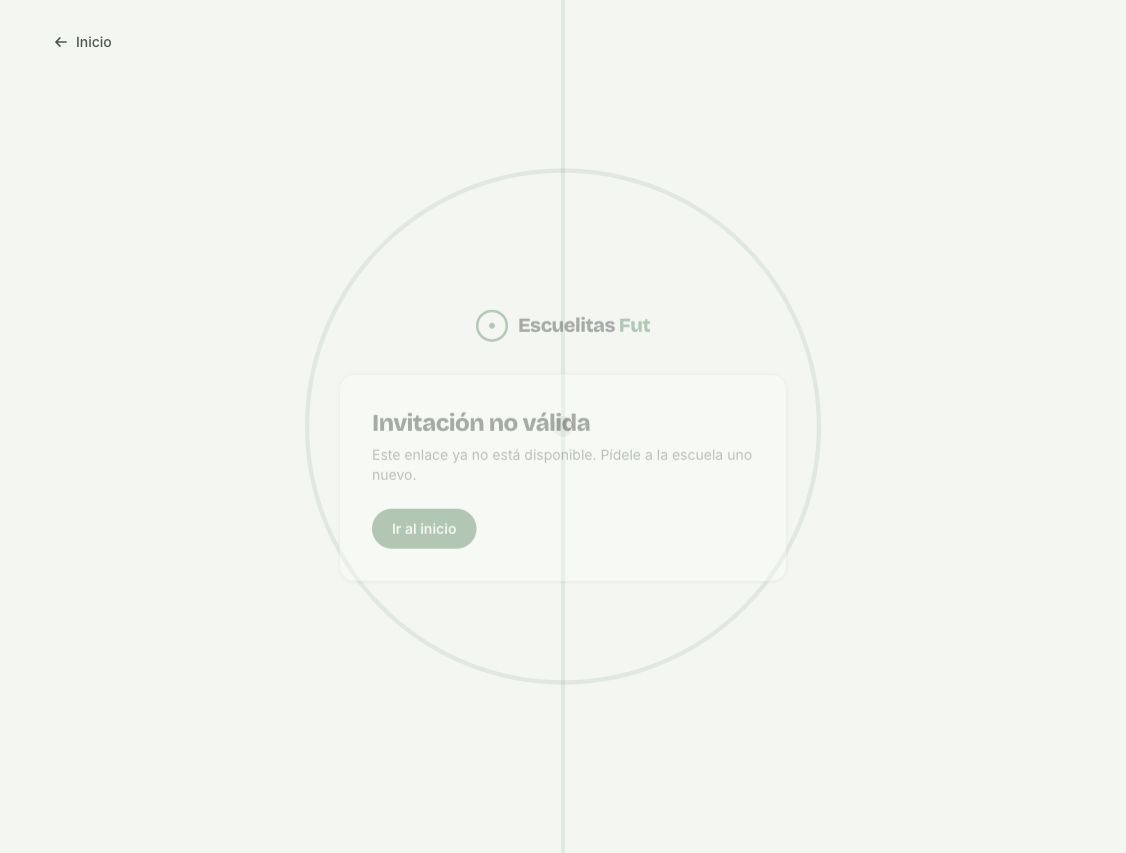 Inicio
Escuelitas Fut
Invitación no válida
Este enlace ya no está disponible. Pídele a la escuela uno
nuevo.
Ir al inicio